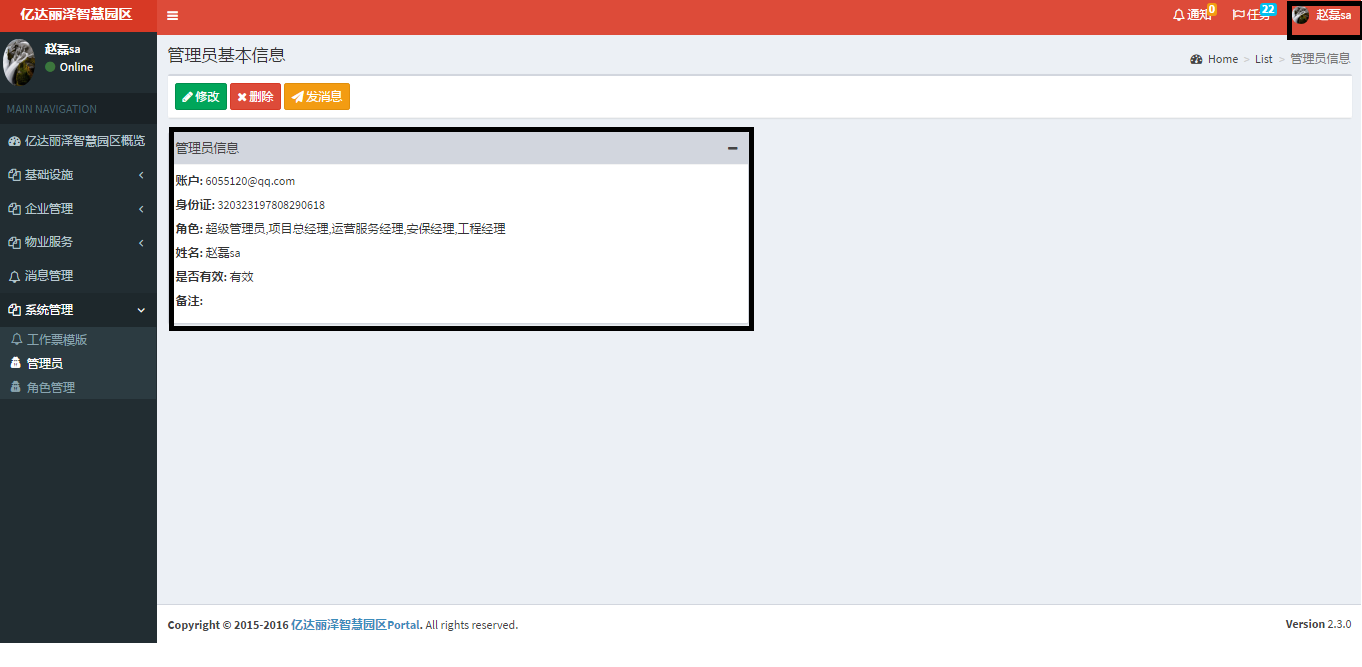 亿达丽泽智慧园区
通知 0
任务 22
赵磊sa
赵磊sa
Online
MAIN NAVIGATION
亿达丽泽智慧园区概览
基础设施
企业管理
物业服务
消息管理
系统管理
工作票模版
管理员
角色管理
管理员基本信息
Home > List > 管理员信息
修改 删除 发消息
管理员信息
账户: 6055120@qq.com
身份证: 320323197808290618
角色: 超级管理员,项目总经理,运营服务经理,安保经理,工程经理
姓名: 赵磊sa
是否有效: 有效
备注:
Copyright © 2015-2016 亿达丽泽智慧园区Portal. All rights reserved.
Version 2.3.0